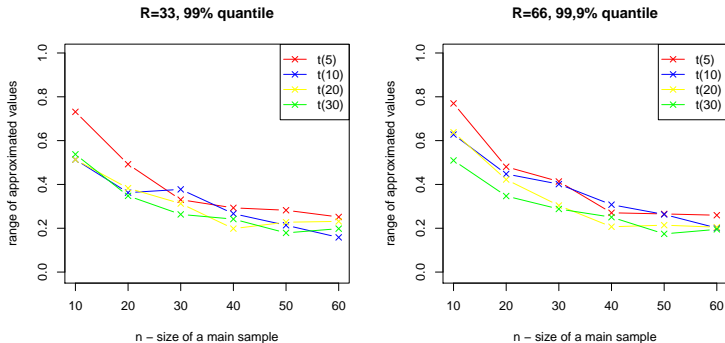 R=33, 99% quantile
range of approximated values
1.0
0.8
0.6
0.4
0.2
0.0
t(5)
t(10)
t(20)
t(30)
10 20 30 40 50 60
n − size of a main sample
R=66, 99,9% quantile
range of approximated values
1.0
0.8
0.6
0.4
0.2
0.0
t(5)
t(10)
t(20)
t(30)
10 20 30 40 50 60
n − size of a main sample